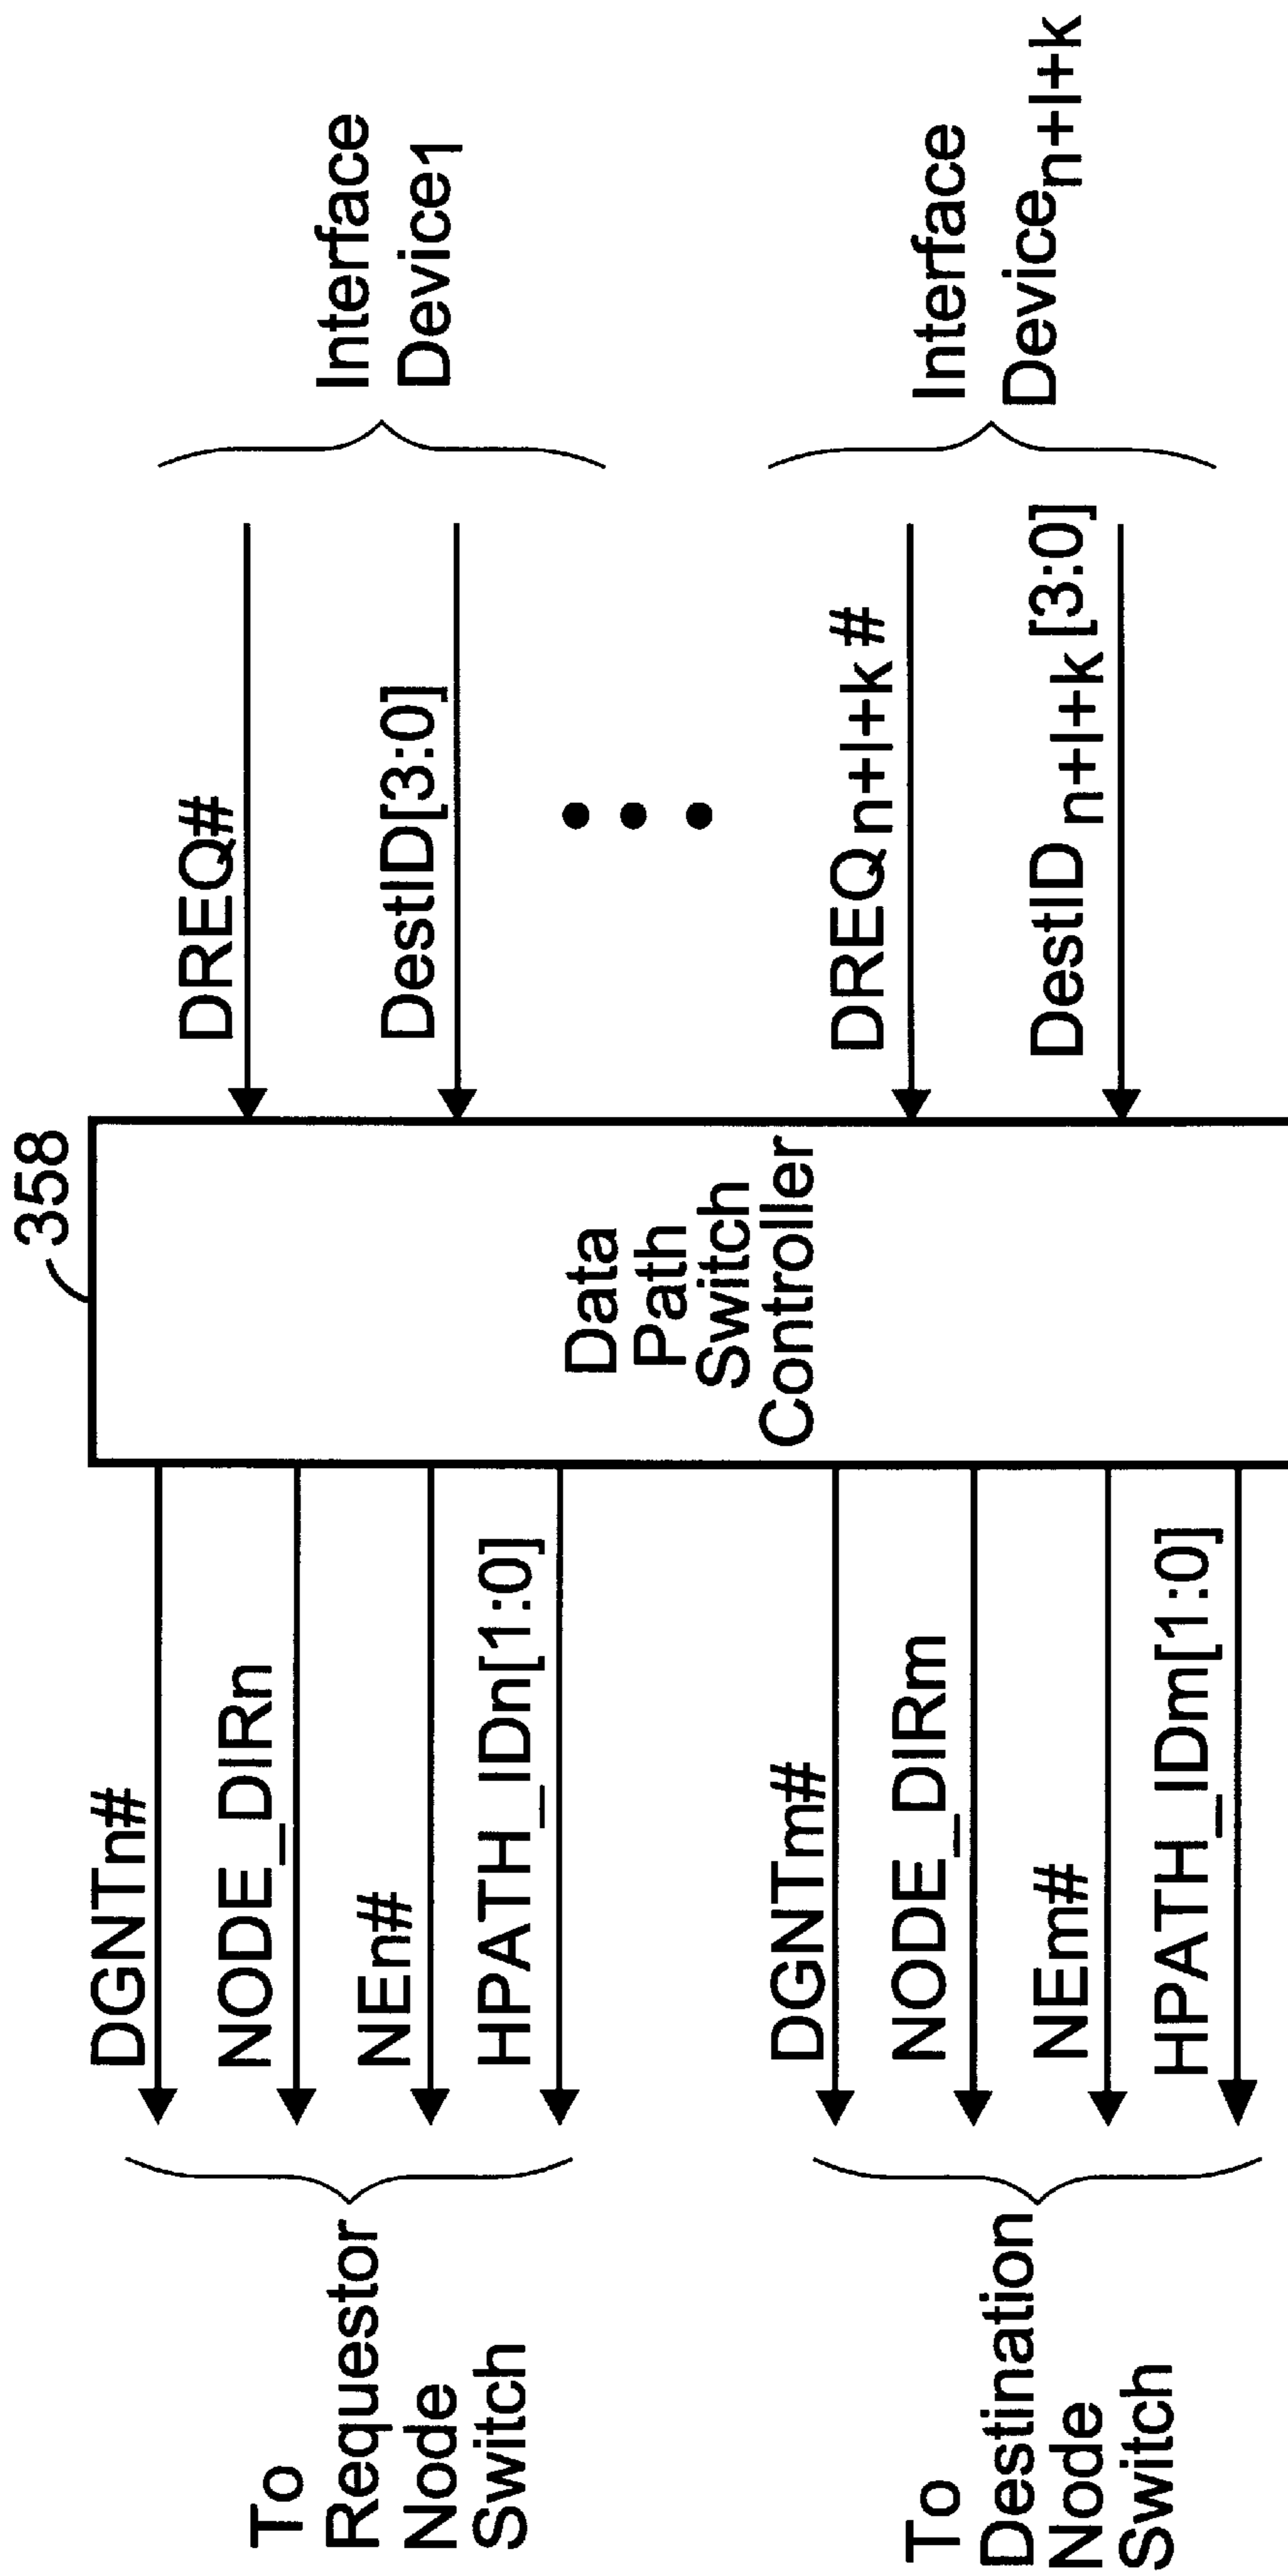 358
Data
Path
Switch
Controller
To
Requestor
Node
Switch
DGNTn#
NODE_DIRn
NEn#
HPATH_IDn[1:0]
To
Destination
Node
Switch
DGNTm#
NODE_DIRm
NEm#
HPATH_IDm[1:0]
DREQ#
DestID[3:0]
Interface
Device1
DREQn+l+k#
DestID n+l+k [3:0]
Interface
Devicen+l+k